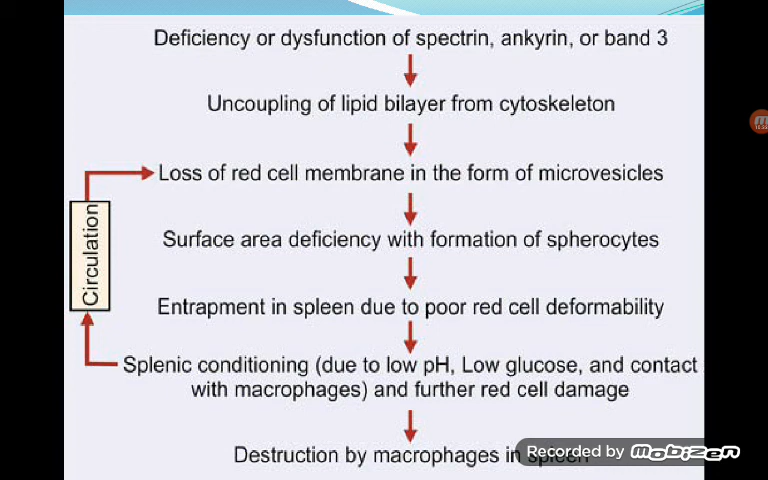 Deficiency or dysfunction of spectrin, ankyrin, or band 3
Uncoupling of lipid bilayer from cytoskeleton
Loss of red cell membrane in the form of microvesicles
Surface area deficiency with formation of spherocytes
Circulation
Entrapment in spleen due to poor red cell deformability
Splenic conditioning (due to low pH, Low glucose, and contact
with macrophages) and further red cell damage
Destruction by macrophages in spleen
Recorded by mobizen